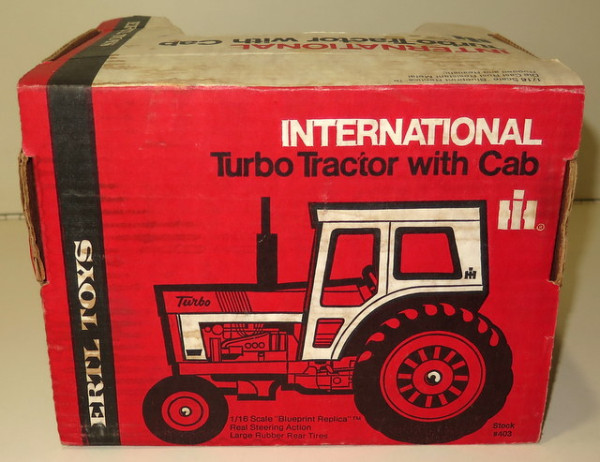 INTERNATIONAL
Turbo Tractor with Cab
INTERNATIONAL
Turbo Tractor with Cab
IH
®
IH
Turbo
ERTL TOYS
1/16 Scale "Blueprint Replica"™
Real Steering Action
Large Rubber Rear Tires
Stock
#403